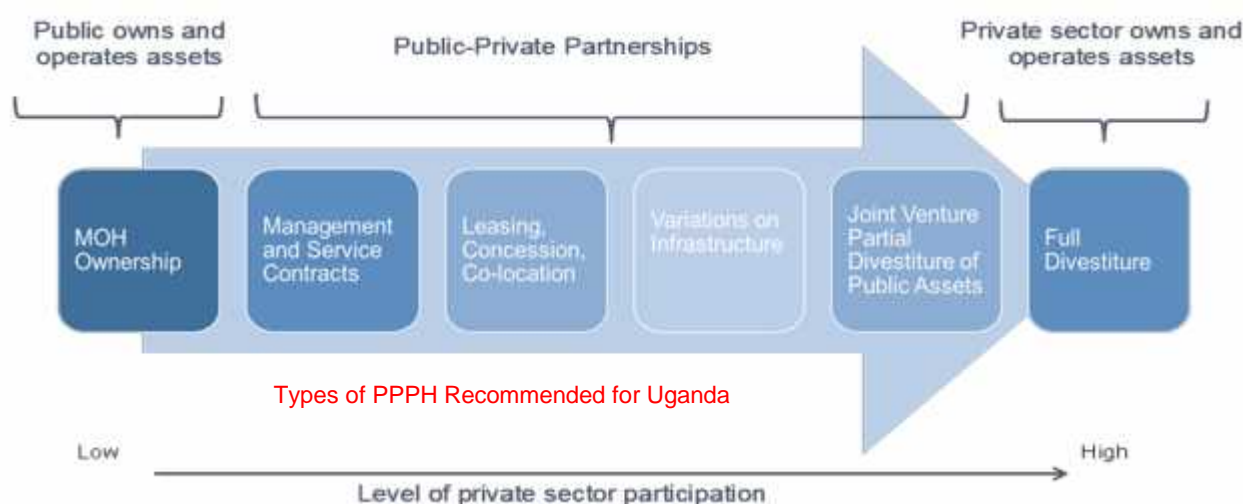 Public owns and
operates assets
Public-Private Partnerships
Private sector owns and
operates assets
MOH
Ownership
Management
and Service
Contracts
Leasing,
Concession,
Co-location
Variations on
Infrastructure
Joint Venture
Partial
Divestiture of
Public Assets
Full
Divestiture
Types of PPPH Recommended for Uganda
Low
High
Level of private sector participation